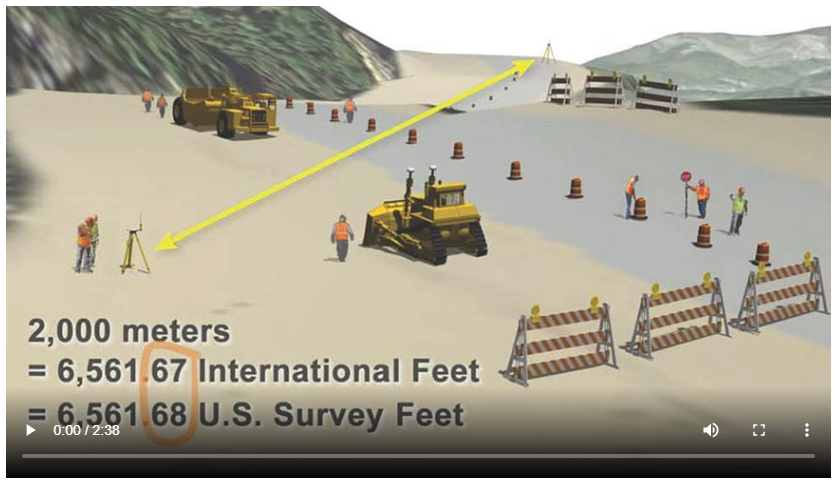 2,000 meters
= 6,561.67 International Feet
= 6,561.68 U.S. Survey Feet
0:00 / 2:38